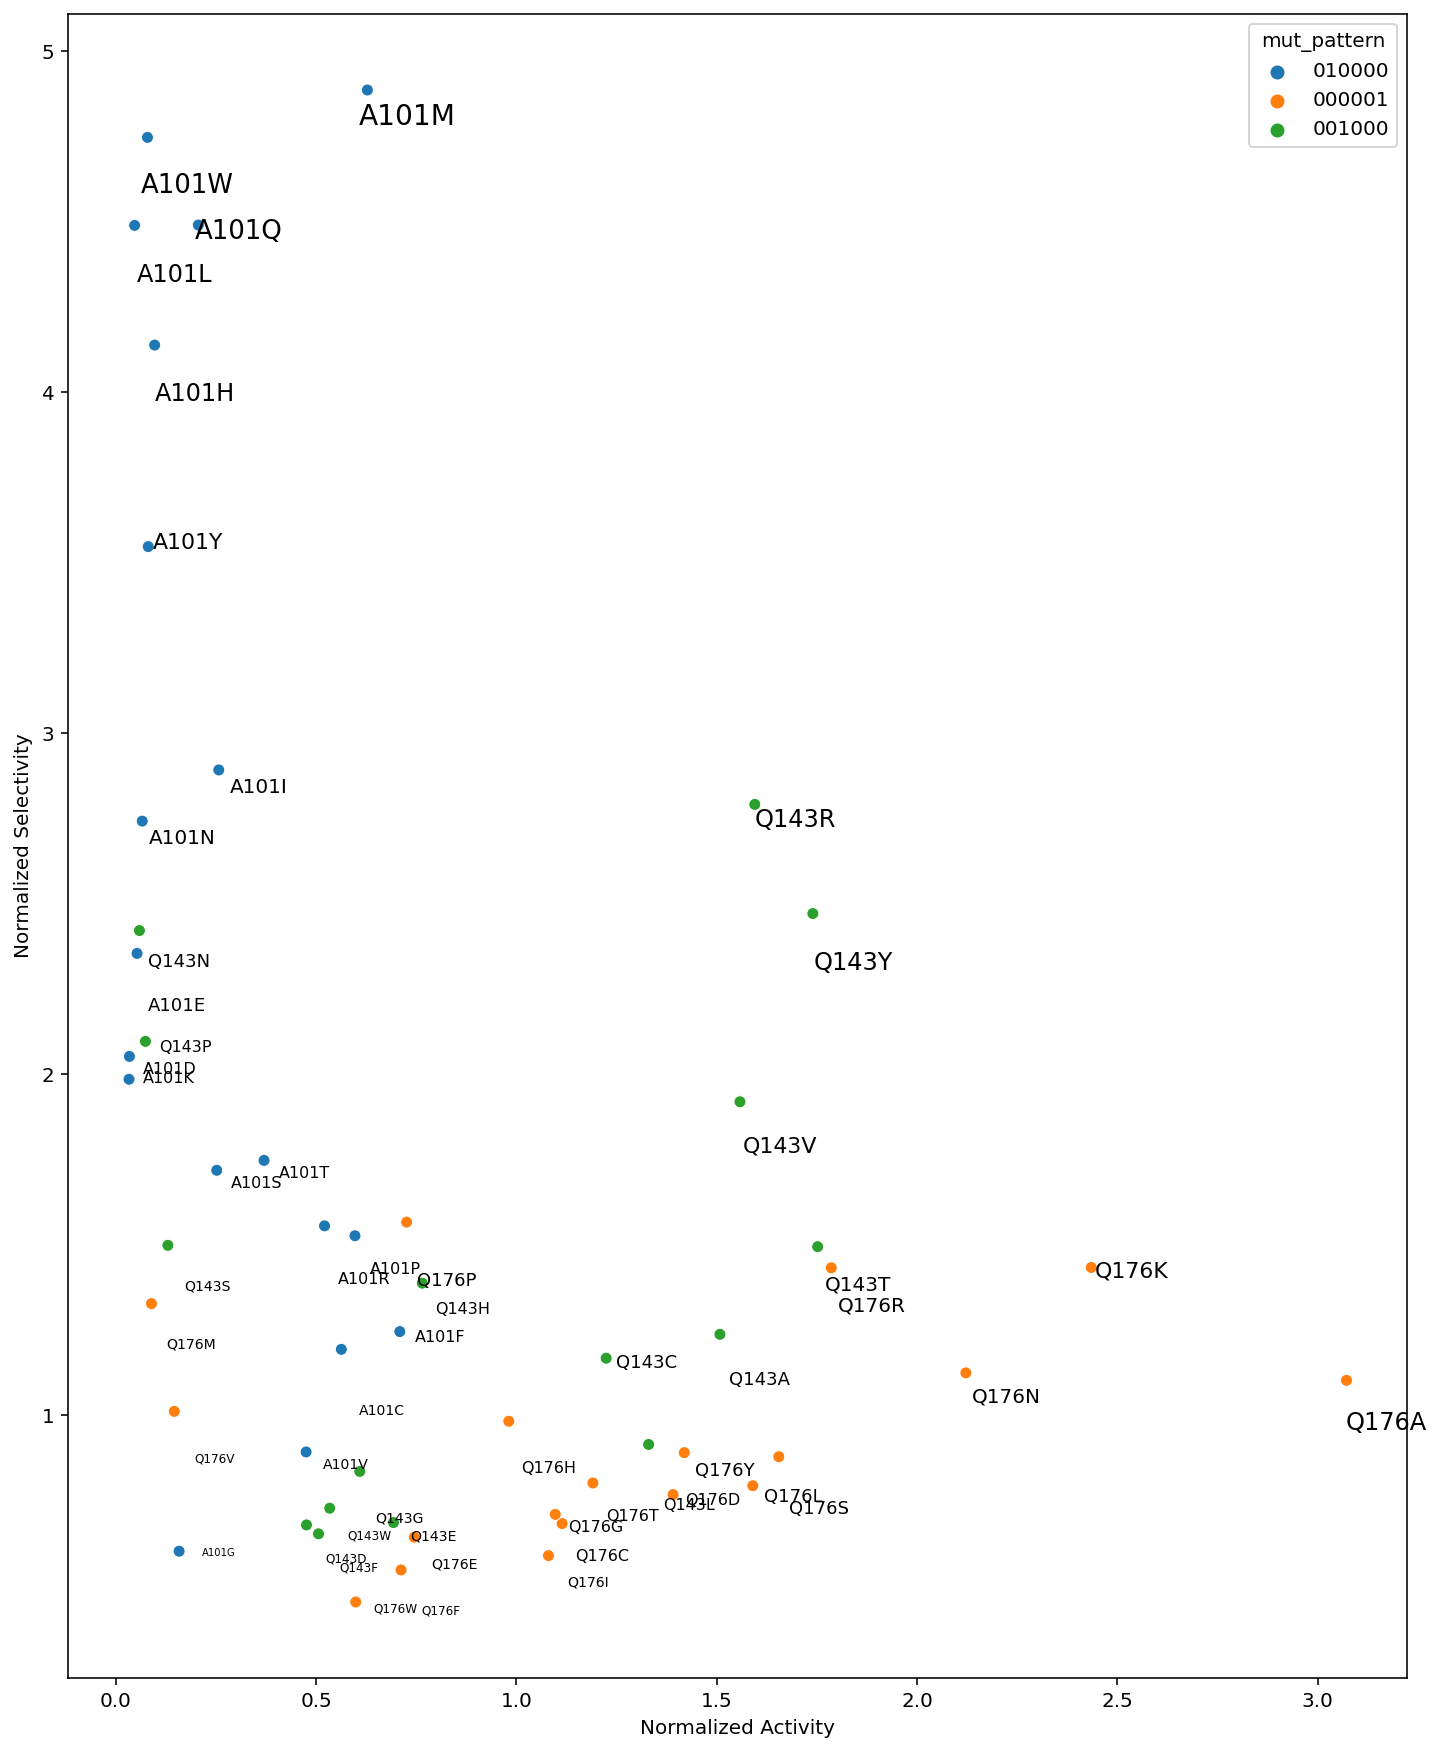 mut_pattern
010000
000001
001000
5
4
3
2
1
Normalized Selectivity
A101M
A101W
A101Q
A101L
A101H
A101Y
A101I
A101N
Q143R
Q143N
Q143Y
A101E
Q143P
A101D
A101K
Q143V
A101T
A101S
A101P
Q176K
A101R
Q176P
Q143S
Q143T
Q143H
Q176R
A101F
Q176M
Q143C
Q143A
Q176N
A101C
Q176A
Q176V
A101V
Q176H
Q176Y
Q176L
Q176D
Q143L
Q176S
Q176T
Q143G
Q176G
Q143W
Q143E
A101G
Q143D
Q176C
Q143F
Q176E
Q176I
Q176W
Q176F
0.0
0.5
1.0
1.5
2.0
2.5
3.0
Normalized Activity